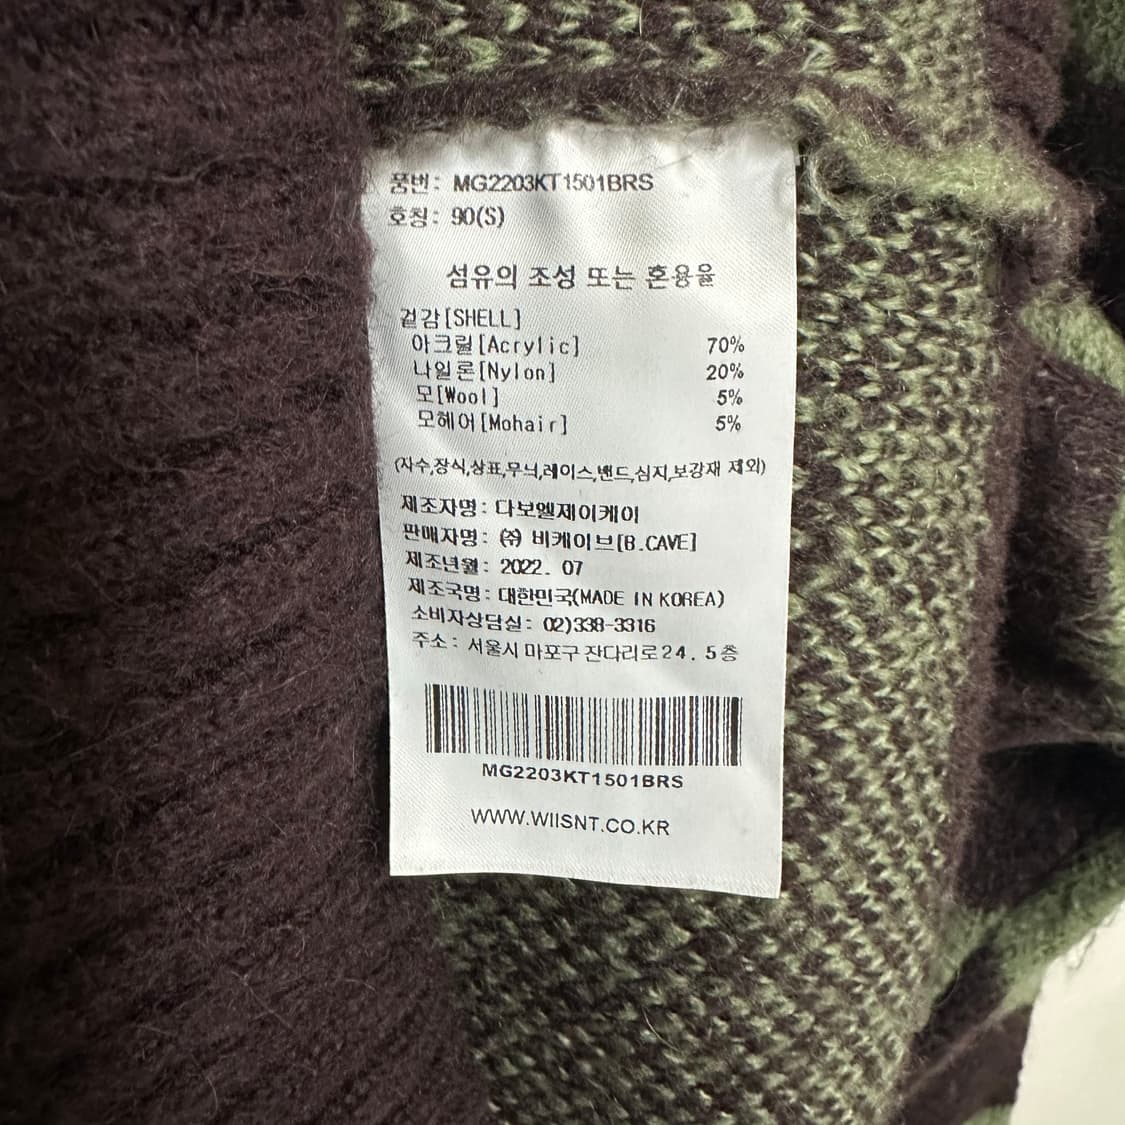 품번: MG2203KT1501BRS
호칭: 90(S)
섬유의 조성 또는 혼용율
겉감[SHELL]
아크릴[Acrylic] 70%
나일론[Nylon] 20%
모[Wool] 5%
모헤어[Mohair] 5%
(자수,장식,상표,무늬,레이스,밴드,심지,보강재 제외)
제조자명: 다보엘제이케이
판매자명: ㈜ 비케이브[B.CAVE]
제조년월: 2022. 07
제조국명: 대한민국(MADE IN KOREA)
소비자상담실: 02)338-3316
주소: 서울시 마포구 잔다리로24. 5층
MG2203KT1501BRS
WWW.WIISNT.CO.KR